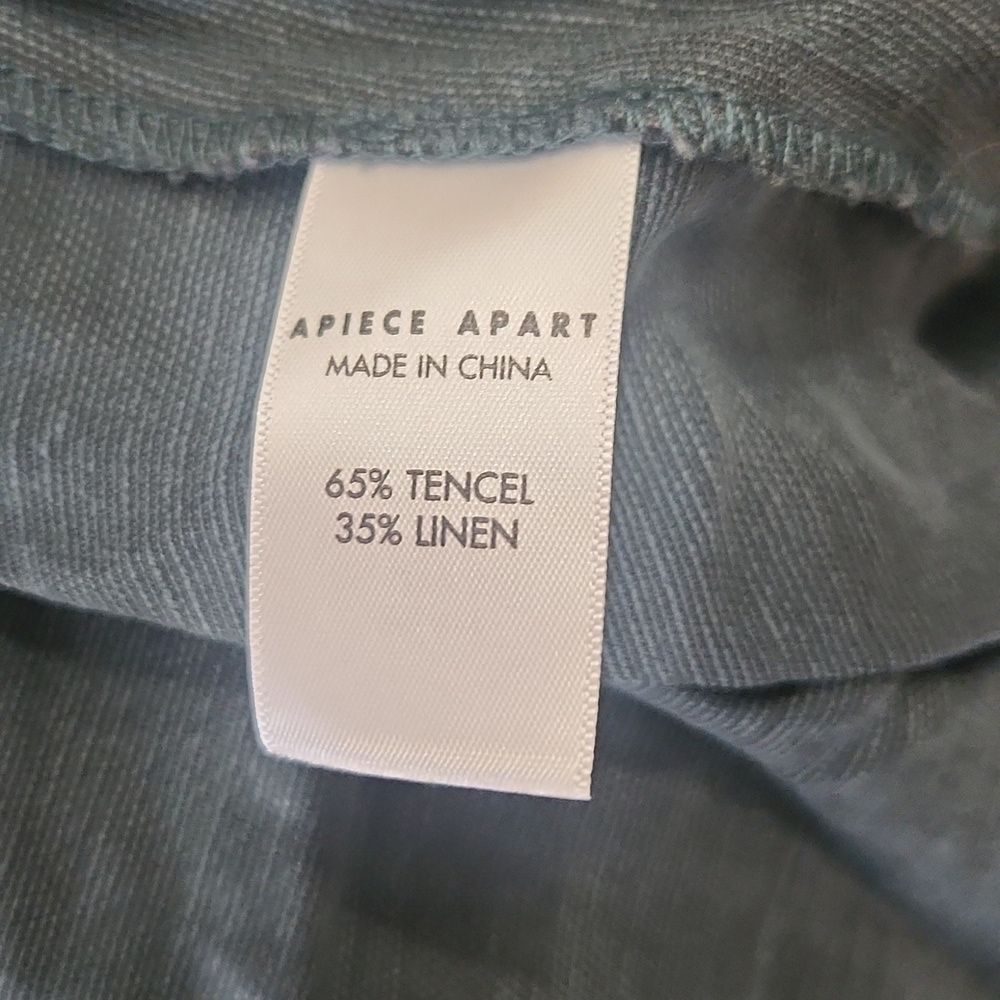 APIECE APART
MADE IN CHINA
65% TENCEL
35% LINEN